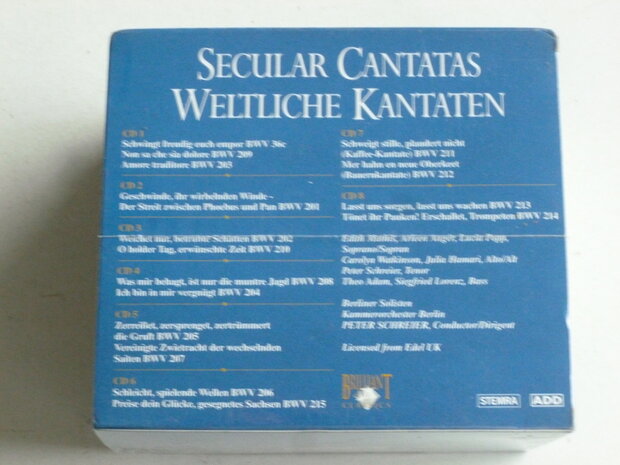 SECULAR CANTATAS
WELTLICHE KANTATEN
CD 1
Schwingt freudig euch empor BWV 36c
Non sa che sia dolore BWV 209
Amore traditore BWV 203
CD 2
Geschwinde, ihr wirbelnden Winde -
Der Streit zwischen Phoebus und Pan BWV 201
CD 3
Weichet nur, betrübte Schatten BWV 202
O holder Tag, erwünschte Zeit BWV 210
CD 4
Was mir behagt, ist nur die muntre Jagd BWV 208
Ich bin in mir vergnügt BWV 204
CD 5
Zerreißet, zersprenget, zertrümmert
die Gruft BWV 205
Vereinigte Zwietracht der wechselnden
Saiten BWV 207
CD 6
Schleicht, spielende Wellen BWV 206
Preise dein Glücke, gesegnetes Sachsen BWV 215
CD 7
Schweigt stille, plaudert nicht
(Kaffee-Kantate) BWV 211
Mer hahn en neue Oberkeet
(Bauernkantate) BWV 212
CD 8
Lasst uns sorgen, lasst uns wachen BWV 213
Tönet ihr Pauken! Erschallet, Trompeten BWV 214
Edith Mathis, Arleen Augér, Lucia Popp,
Soprano/Sopran
Carolyn Watkinson, Julia Hamari, Alto/Alt
Peter Schreier, Tenor
Theo Adam, Siegfried Lorenz, Bass
Berliner Solisten
Kammerorchester Berlin
PETER SCHREIER, Conductor/Dirigent
Licensed from Edel UK
BRILLIANT
CLASSICS
STEMRA
ADD